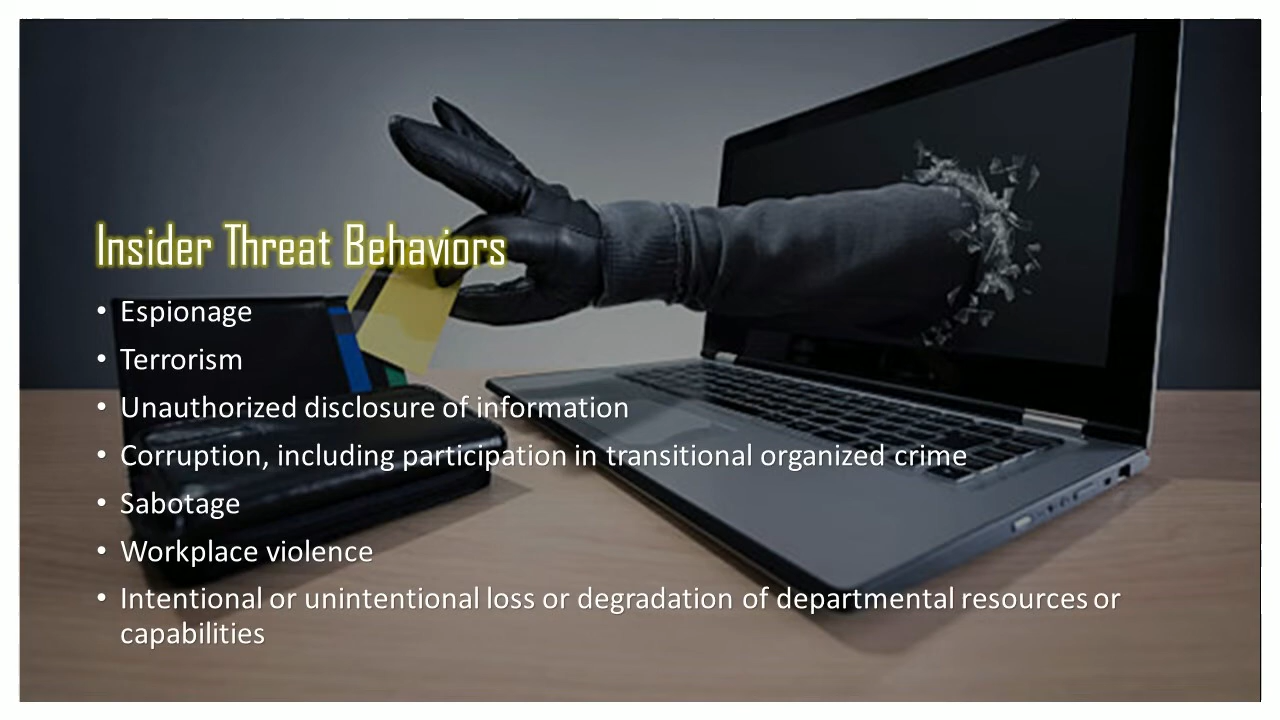 Insider Threat Behaviors
• Espionage
• Terrorism
• Unauthorized disclosure of information
• Corruption, including participation in transitional organized crime
• Sabotage
• Workplace violence
• Intentional or unintentional loss or degradation of departmental resources or
capabilities